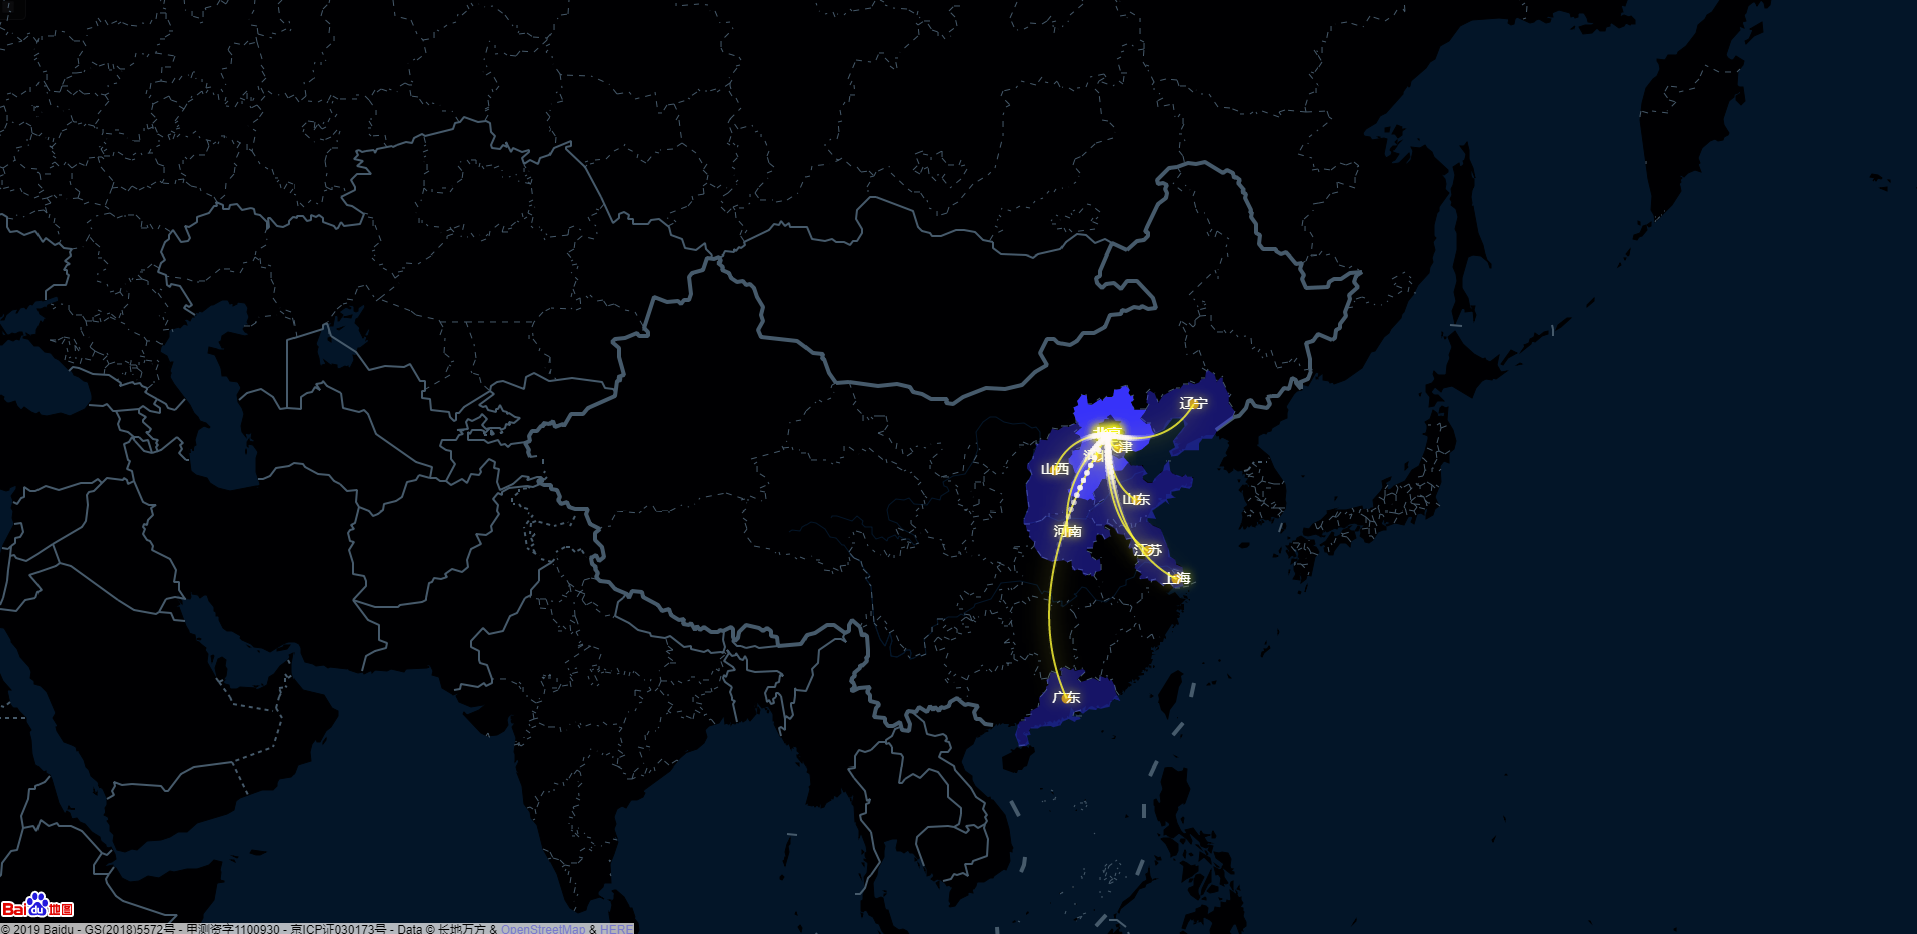 辽宁
北京
天津
河北
山西
山东
河南
江苏
上海
广东
Bai du 地图
© 2019 Baidu - GS(2018)5572号 - 甲测资字1100930 - 京ICP证030173号 - Data © 长地万方 & OpenStreetMap & HERE